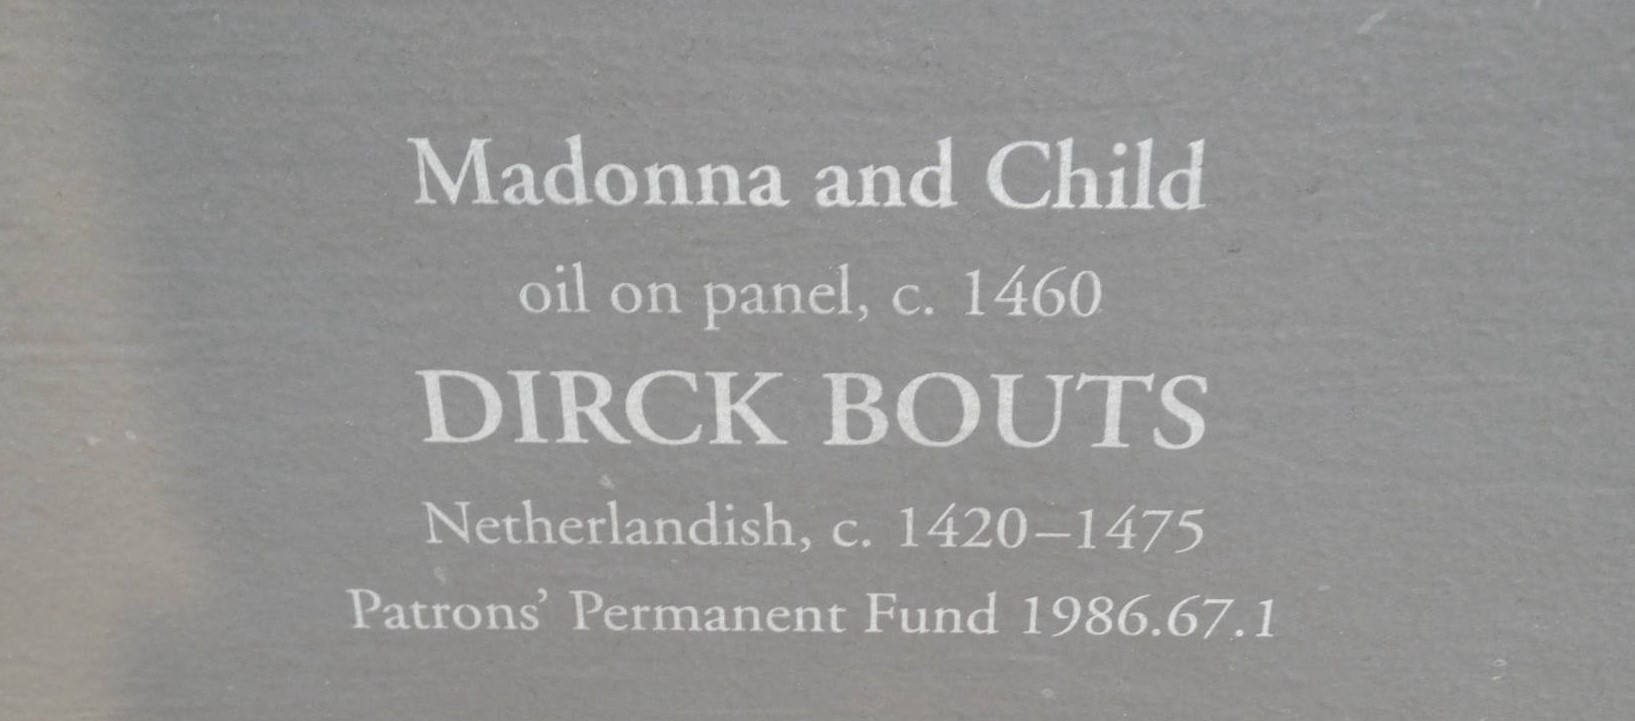 Madonna and Child
oil on panel, c. 1460
DIRCK BOUTS
Netherlandish, c. 1420–1475
Patrons’ Permanent Fund 1986.67.1